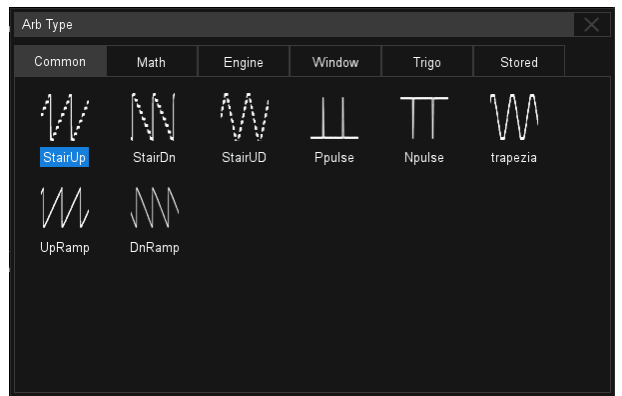 Arb Type
Common Math Engine Window Trigo Stored
StairUp StairDn StairUD Ppulse Npulse trapezia
UpRamp DnRamp